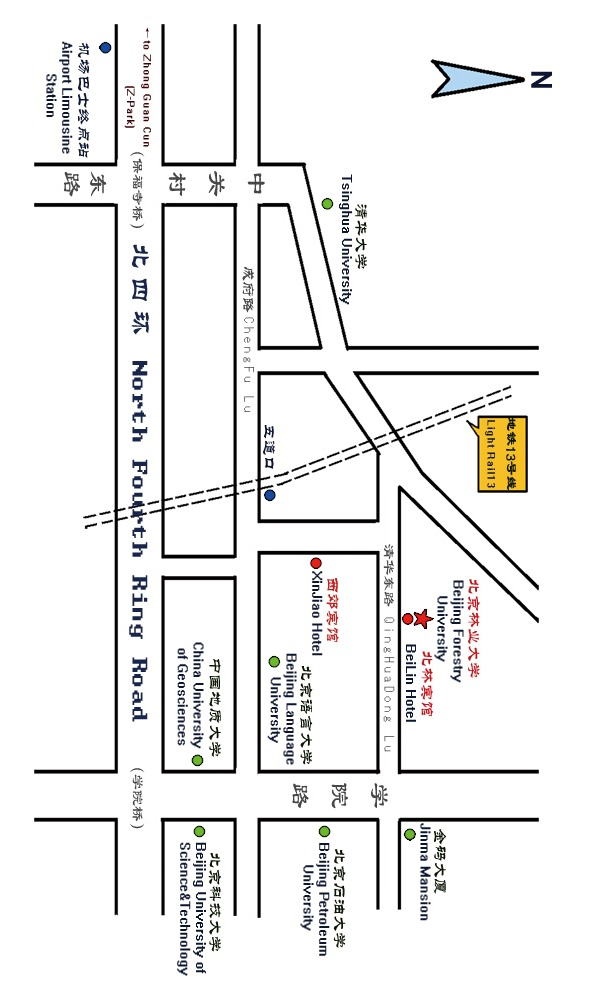 N
地铁13号线
Light Rail13
清华大学
Tsinghua University
北京林业大学
Beijing Forestry
University
北林宾馆
BeiLin Hotel
金码大厦
Jinma Mansion
清华东路 QingHuaDong Lu
西郊宾馆
XinJiao Hotel
北京语言大学
Beijing Language
University
学院路
北京石油大学
Beijing Petroleum
University
五道口
成府路 ChengFu Lu
中关村东路
中国地质大学
China University
of Geosciences
北京科技大学
Beijing University of
Science&Technology
←to Zhong Guan Cun
(Z-Park)
(保福寺桥)
北四环 North Fourth Ring Road
(学院桥)
机场巴士终点站
Airport Limousine
Station